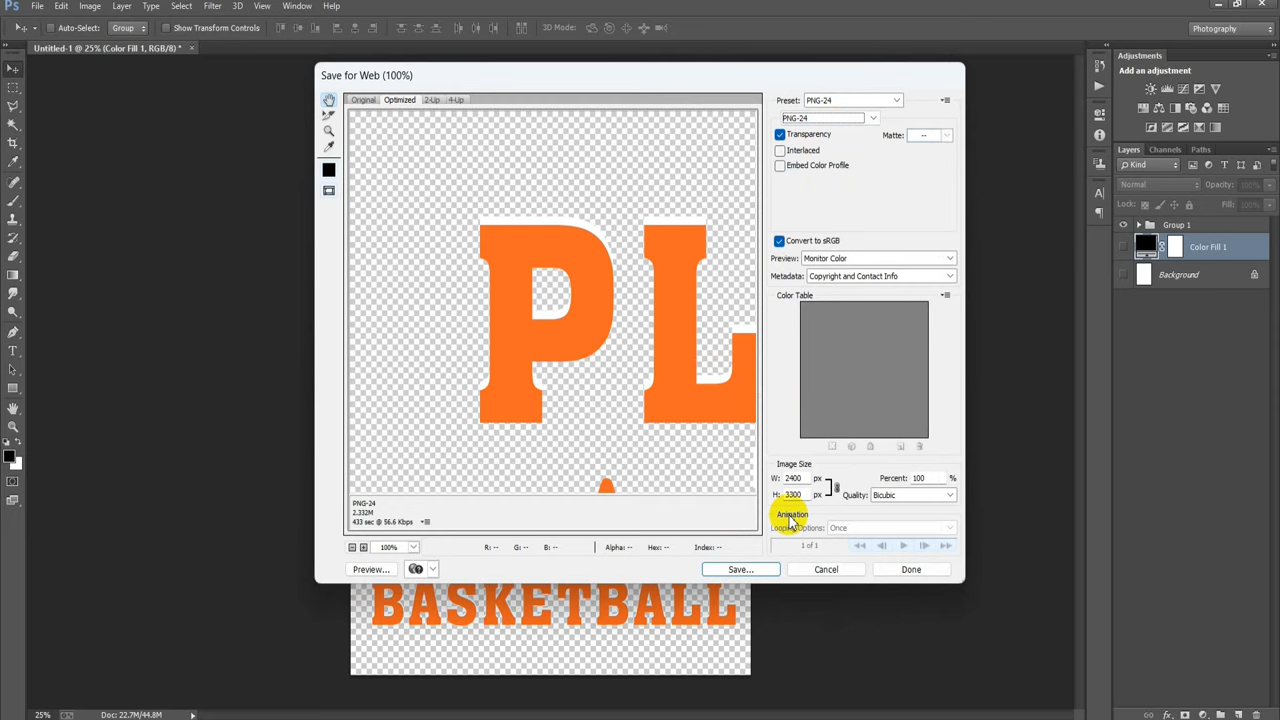 Ps File Edit Image Layer Type Select Filter 3D View Window Help
Auto-Select: Group Show Transform Controls 3D Mode: Photography
Untitled-1 @ 25% (Color Fill 1, RGB/8) * ×
Save for Web (100%)
Original Optimized 2-Up 4-Up
PL
PNG-24
2.332M
433 sec @ 56.6 Kbps
100% R: -- G: -- B: -- Alpha: -- Hex: -- Index: --
Preview...
Preset: PNG-24
PNG-24
Transparency Matte: --
Interlaced
Embed Color Profile
Convert to sRGB
Preview: Monitor Color
Metadata: Copyright and Contact Info
Color Table
Image Size
W: 2400 px Percent: 100 %
H: 3300 px Quality: Bicubic
Animation
Looping Options: Once
1 of 1
Save... Cancel Done
BASKETBALL
Adjustments
Add an adjustment
Layers Channels Paths
Kind
Normal Opacity: 100%
Lock: Fill: 100%
Group 1
Color Fill 1
Background
25% Doc: 22.7M/44.8M